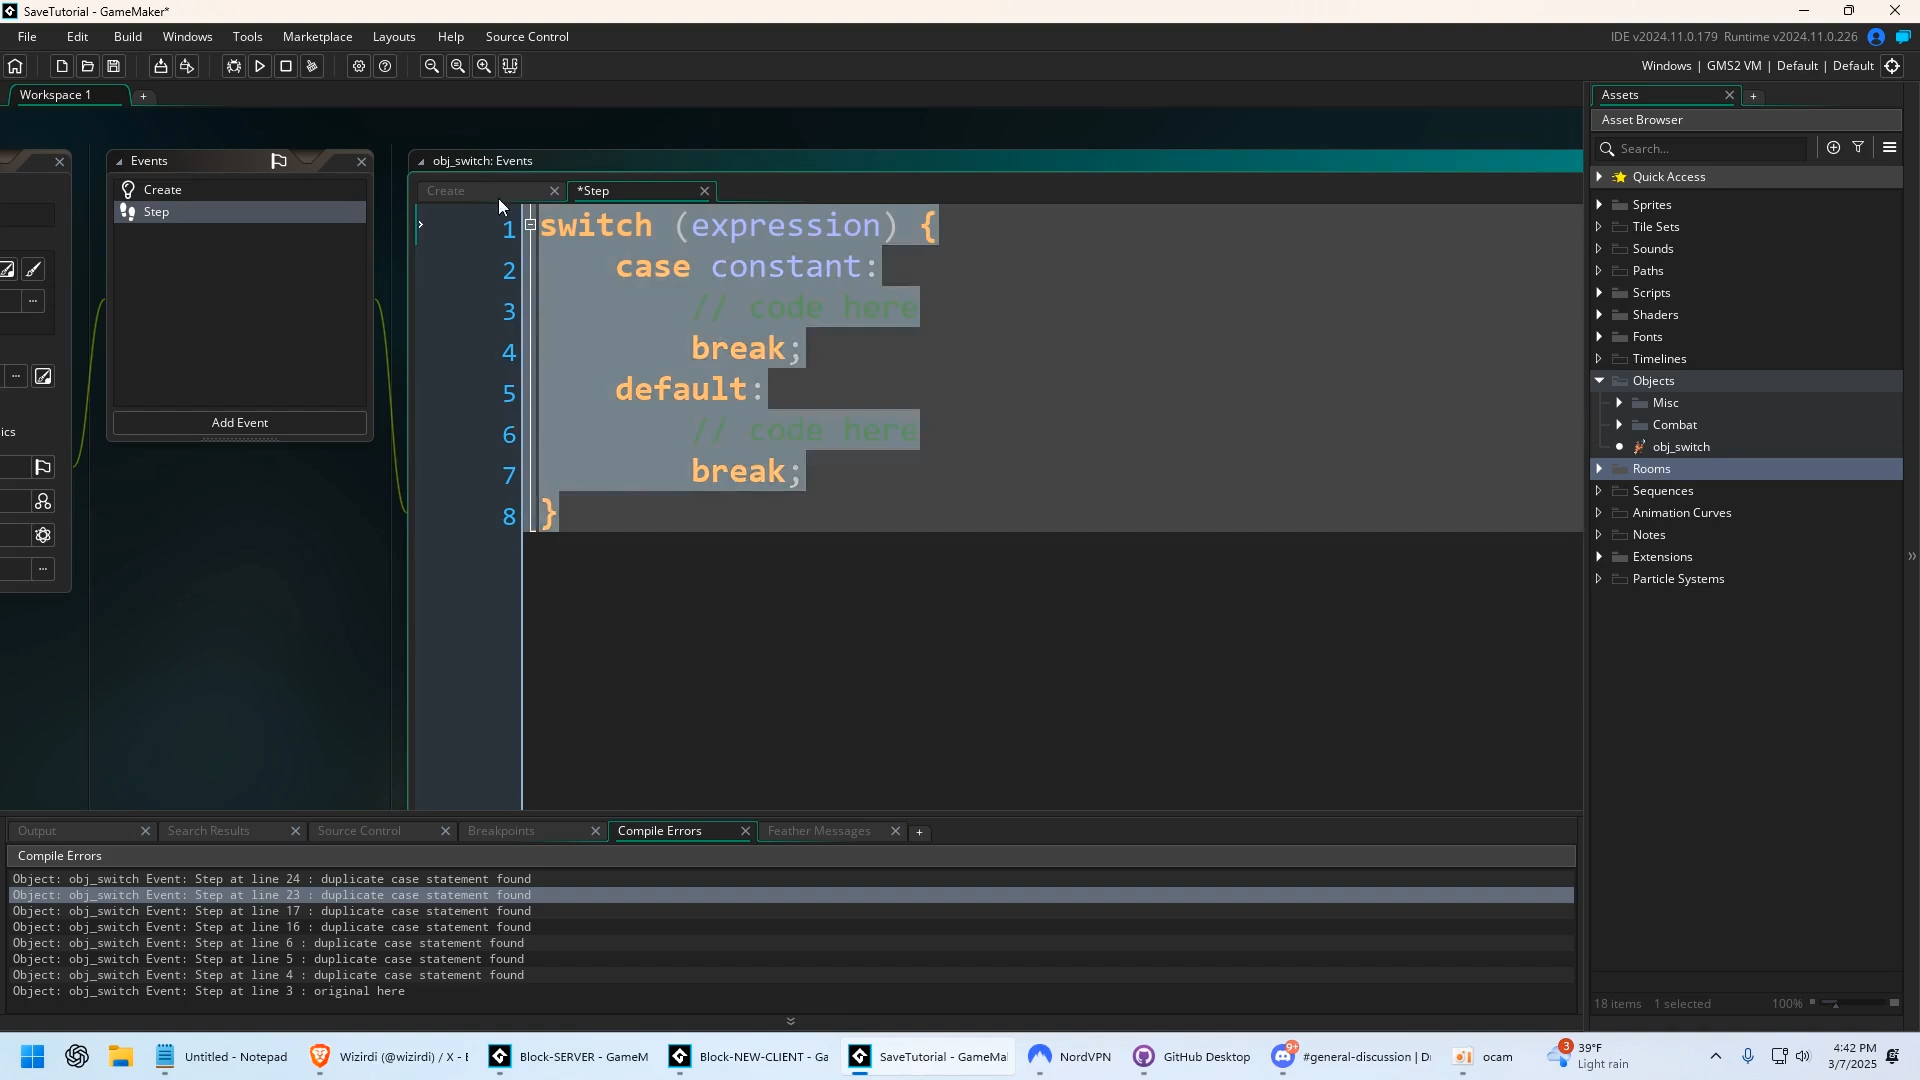 SaveTutorial - GameMaker*
File Edit Build Windows Tools Marketplace Layouts Help Source Control
IDE v2024.11.0.179 Runtime v2024.11.0.226
Windows | GMS2 VM | Default | Default
Workspace 1
Assets
Asset Browser
Search...
Quick Access
Sprites
Tile Sets
Sounds
Paths
Scripts
Shaders
Fonts
Timelines
Objects
Misc
Combat
obj_switch
Rooms
Sequences
Animation Curves
Notes
Extensions
Particle Systems
18 items 1 selected 100%
ics
Events
Create
Step
Add Event
obj_switch: Events
Create *Step
1 switch (expression) {
2 case constant:
3 // code here
4 break;
5 default:
6 // code here
7 break;
8 }
Output Search Results Source Control Breakpoints Compile Errors Feather Messages
Compile Errors
Object: obj_switch Event: Step at line 24 : duplicate case statement found
Object: obj_switch Event: Step at line 23 : duplicate case statement found
Object: obj_switch Event: Step at line 17 : duplicate case statement found
Object: obj_switch Event: Step at line 16 : duplicate case statement found
Object: obj_switch Event: Step at line 6 : duplicate case statement found
Object: obj_switch Event: Step at line 5 : duplicate case statement found
Object: obj_switch Event: Step at line 4 : duplicate case statement found
Object: obj_switch Event: Step at line 3 : original here
Untitled - Notepad Wizirdi (@wizirdi) / X - E Block-SERVER - GameM Block-NEW-CLIENT - Ga SaveTutorial - GameMa NordVPN GitHub Desktop 9+ #general-discussion | D ocam 3 39°F Light rain 4:42 PM 3/7/2025